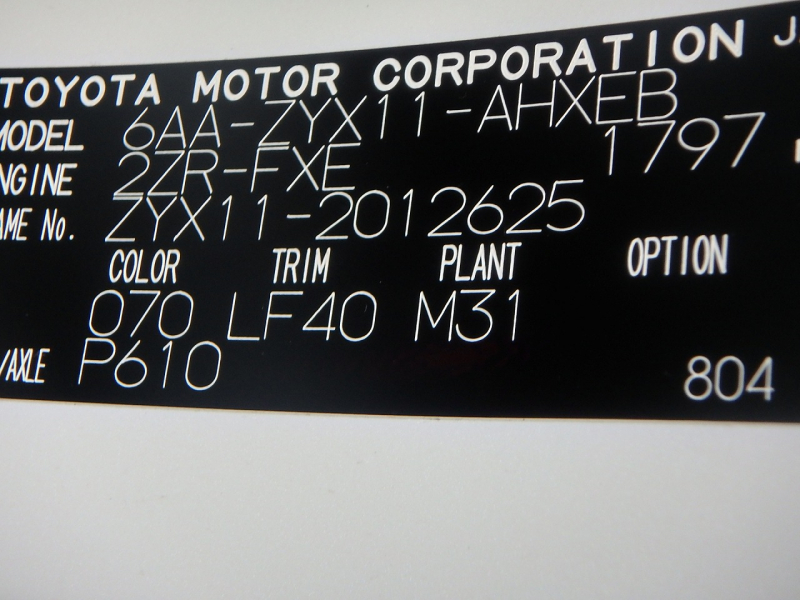 TOYOTA MOTOR CORPORATION J
MODEL 6AA-ZYX11-AHXEB
NGINE 2ZR-FXE 1797
AME No. ZYX11-2012625
COLOR TRIM PLANT OPTION
070 LF40 M31
/AXLE P610 804